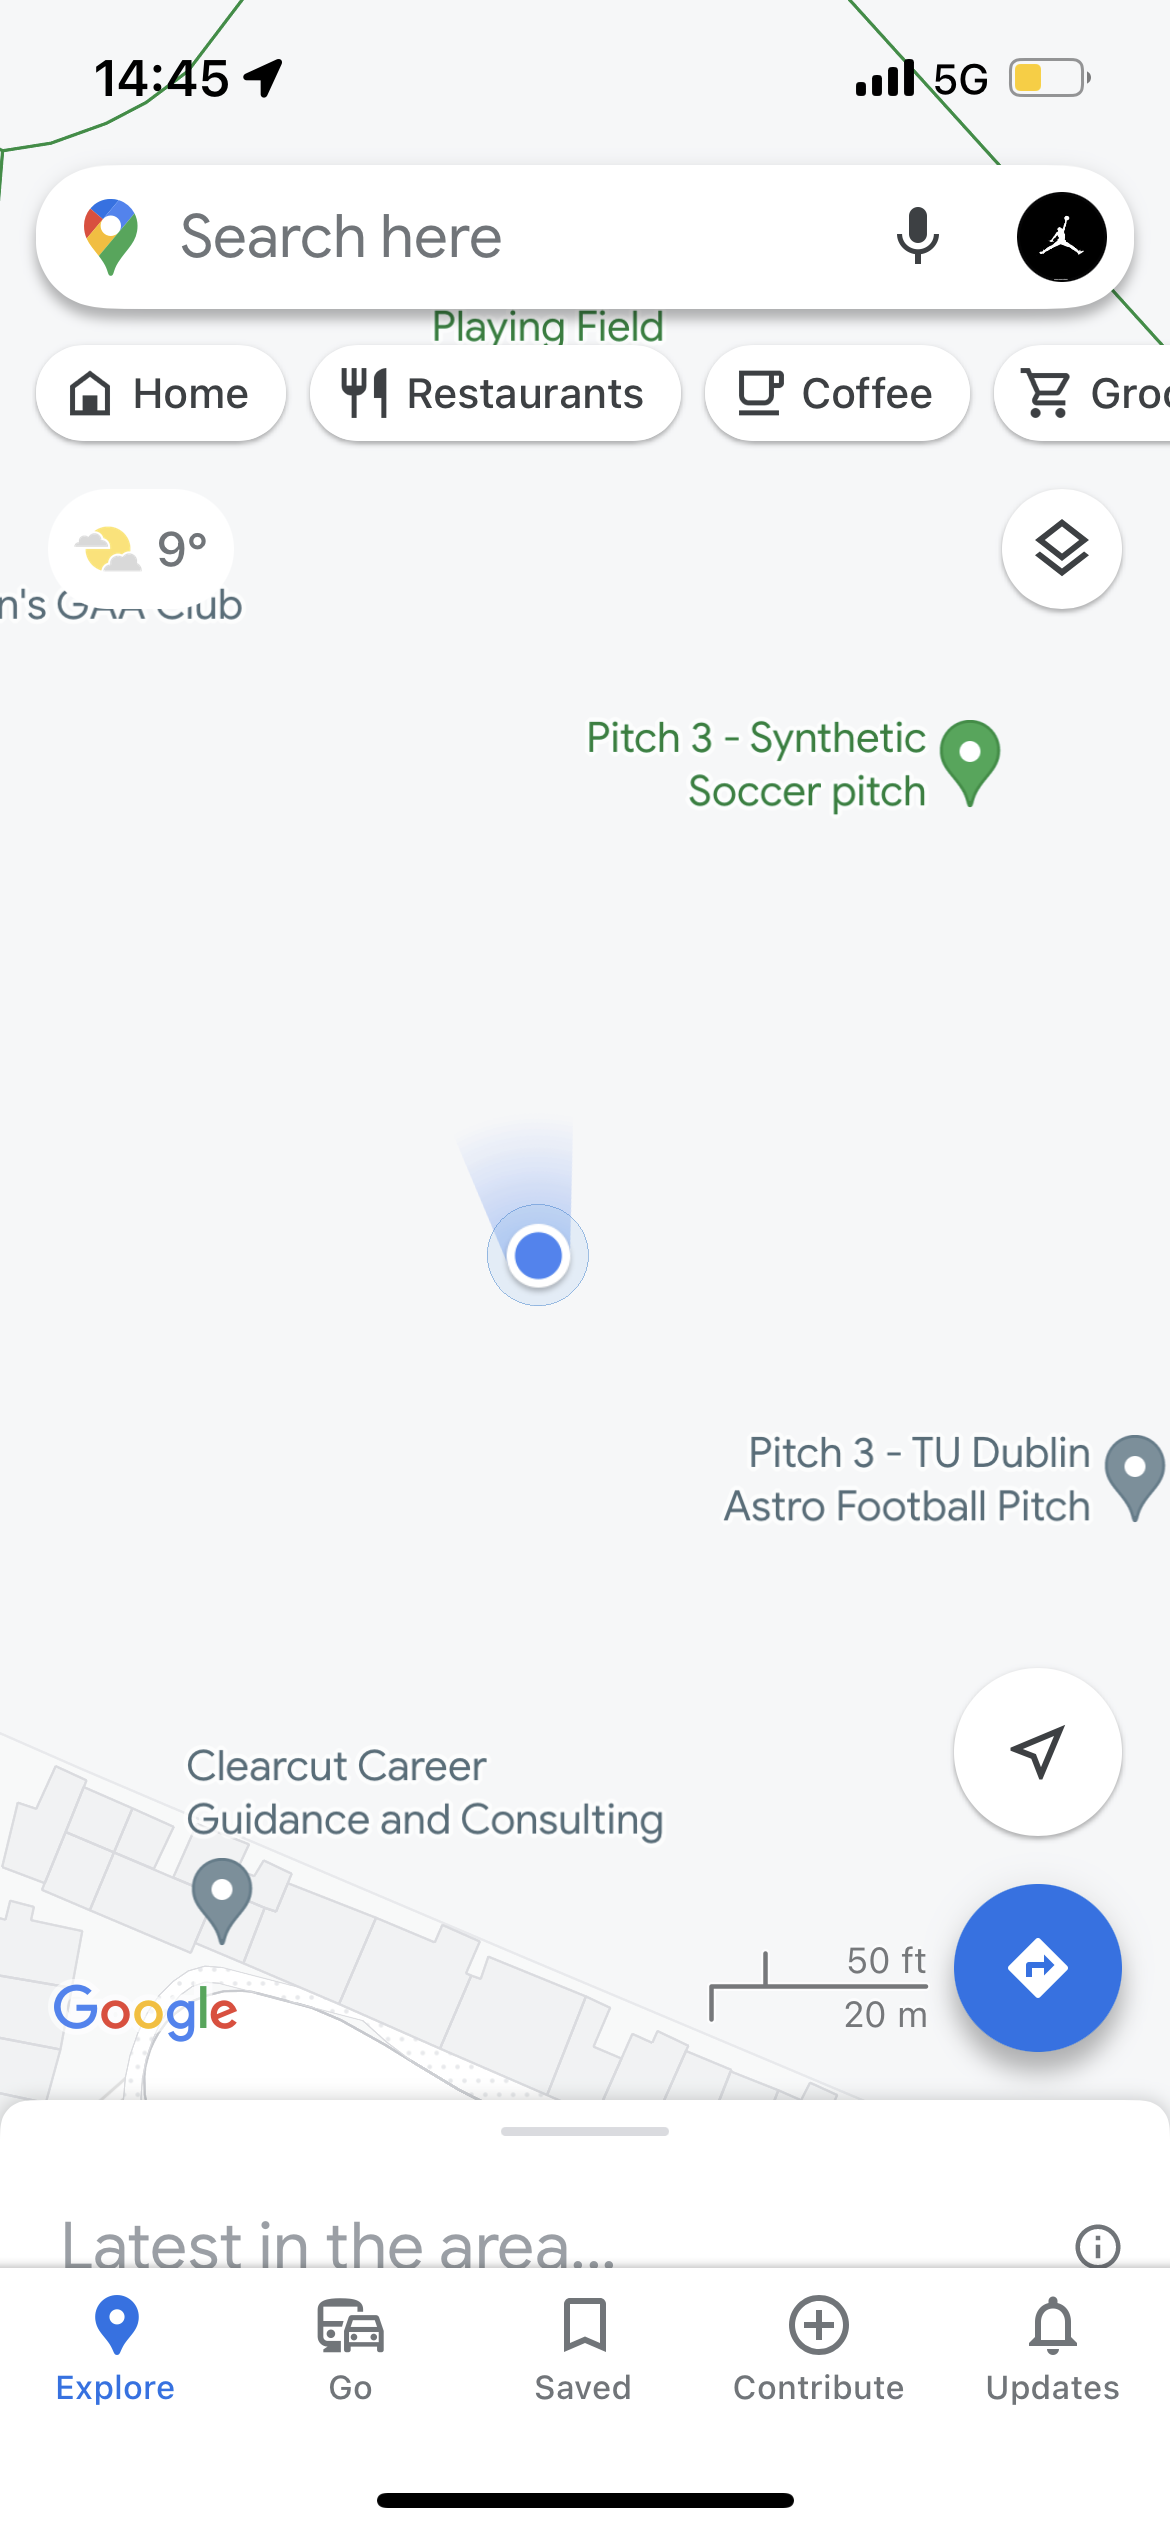 14:45
5G
Search here
Playing Field
Home
Restaurants
Coffee
9°
n's GAA Club
Pitch 3 - Synthetic
Soccer pitch
Pitch 3 - TU Dublin
Astro Football Pitch
Clearcut Career
Guidance and Consulting
50 ft
20 m
Google
Latest in the area...
Explore
Go
Saved
Contribute
Updates